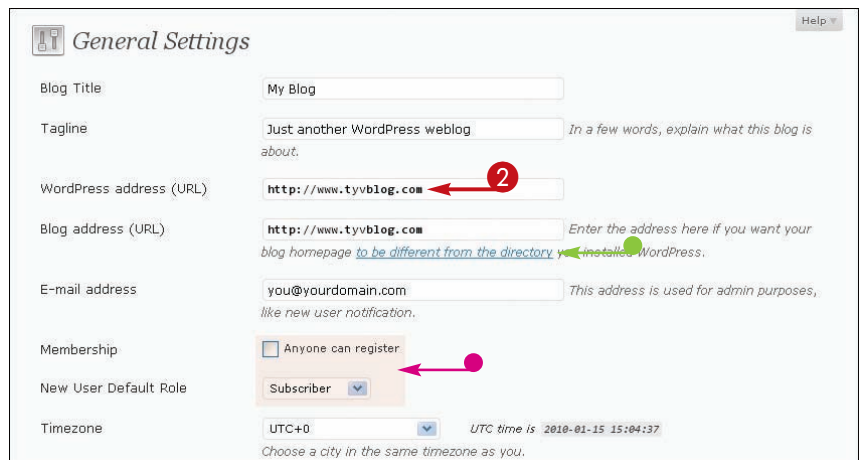 Help
General Settings
Blog Title
My Blog
Tagline
Just another WordPress weblog
In a few words, explain what this blog is
about.
WordPress address (URL)
http://www.tyvblog.com
2
Blog address (URL)
http://www.tyvblog.com
Enter the address here if you want your
blog homepage to be different from the directory you installed WordPress.
E-mail address
you@yourdomain.com
This address is used for admin purposes,
like new user notification.
Membership
Anyone can register
New User Default Role
Subscriber
Timezone
UTC+0
UTC time is 2010-01-15 15:04:37
Choose a city in the same timezone as you.